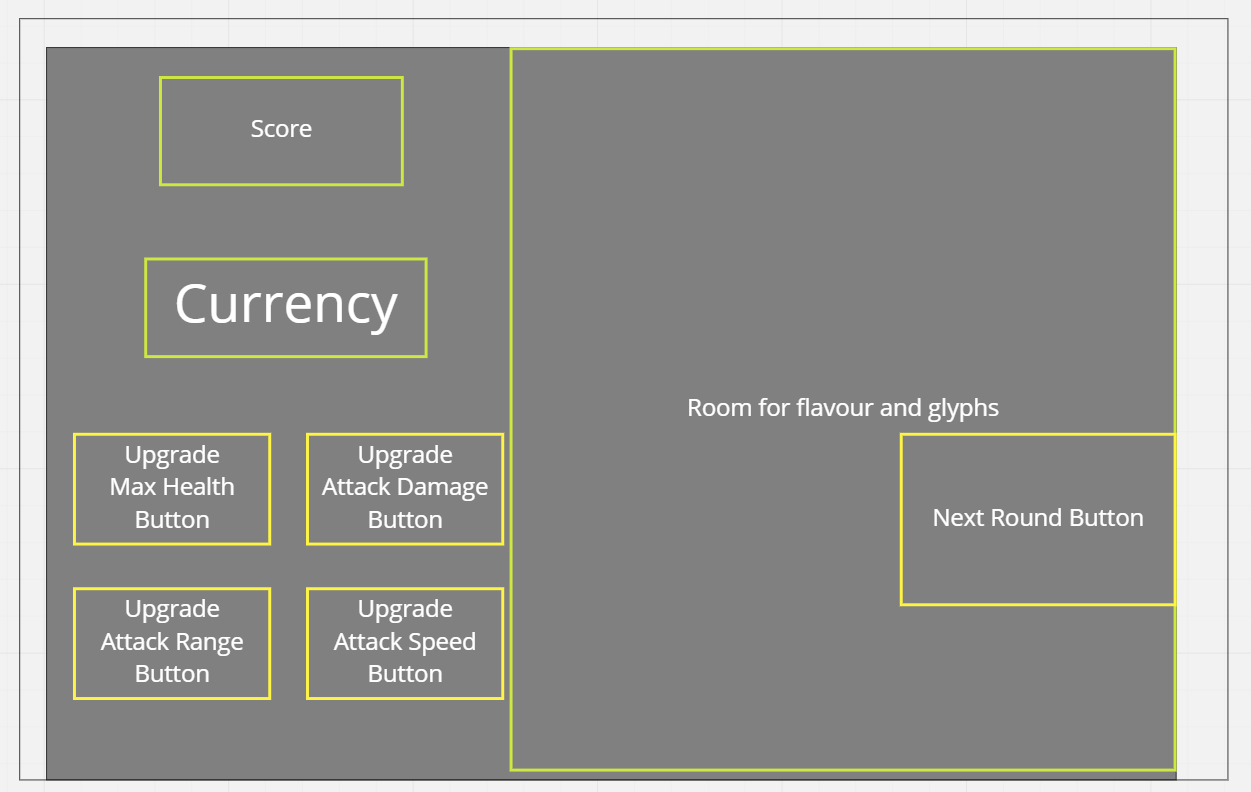 Score
Currency
Upgrade
Max Health
Button
Upgrade
Attack Damage
Button
Upgrade
Attack Range
Button
Upgrade
Attack Speed
Button
Room for flavour and glyphs
Next Round Button